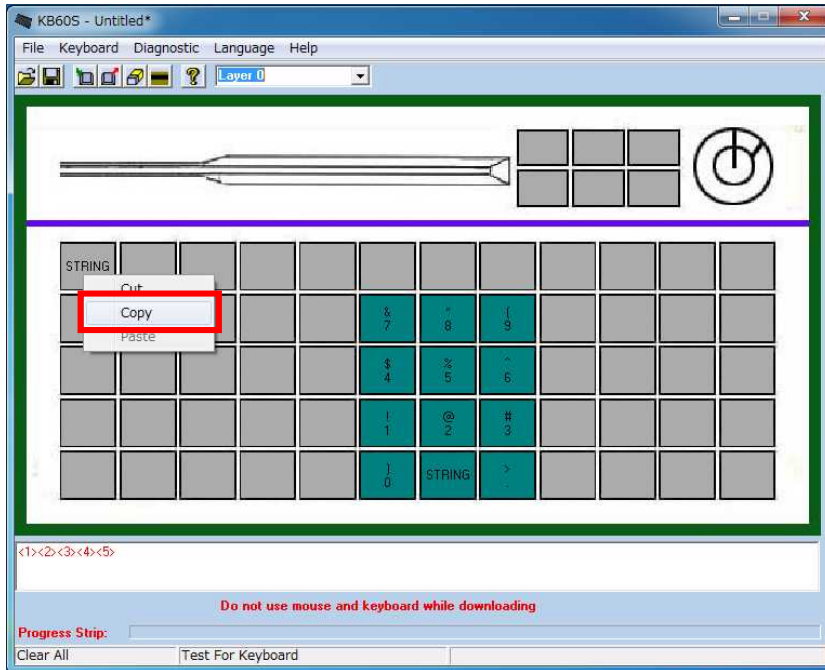 KB60S - Untitled*
File Keyboard Diagnostic Language Help
Layer 0
STRING
Cut
Copy
Paste
& * (
7 8 9
$ % ^
4 5 6
! @ #
1 2 3
) STRING >
0 .
<1><2><3><4><5>
Do not use mouse and keyboard while downloading
Progress Strip:
Clear All Test For Keyboard